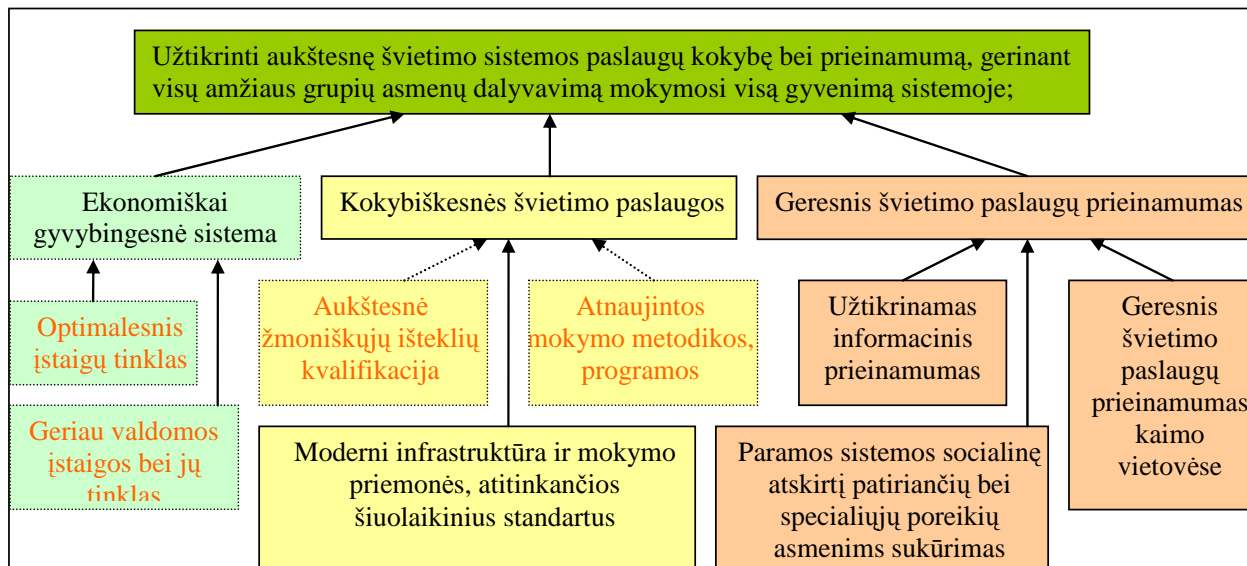 Užtikrinti aukštesnę švietimo sistemos paslaugų kokybę bei prieinamumą, gerinant
visų amžiaus grupių asmenų dalyvavimą mokymosi visą gyvenimą sistemoje;
Ekonomiškai
gyvybingesnė sistema
Kokybiškesnės švietimo paslaugos
Geresnis švietimo paslaugų prieinamumas
Optimalesnis
įstaigų tinklas
Aukštesnė
žmoniškųjų išteklių
kvalifikacija
Atnaujintos
mokymo metodikos,
programos
Užtikrinamas
informacinis
prieinamumas
Geresnis
švietimo
paslaugų
prieinamumas
kaimo
vietovėse
Geriau valdomos
įstaigos bei jų
tinklas
Moderni infrastruktūra ir mokymo
priemonės, atitinkančios
šiuolaikinius standartus
Paramos sistemos socialinę
atskirtį patiriančių bei
specialiųjų poreikių
asmenims sukūrimas